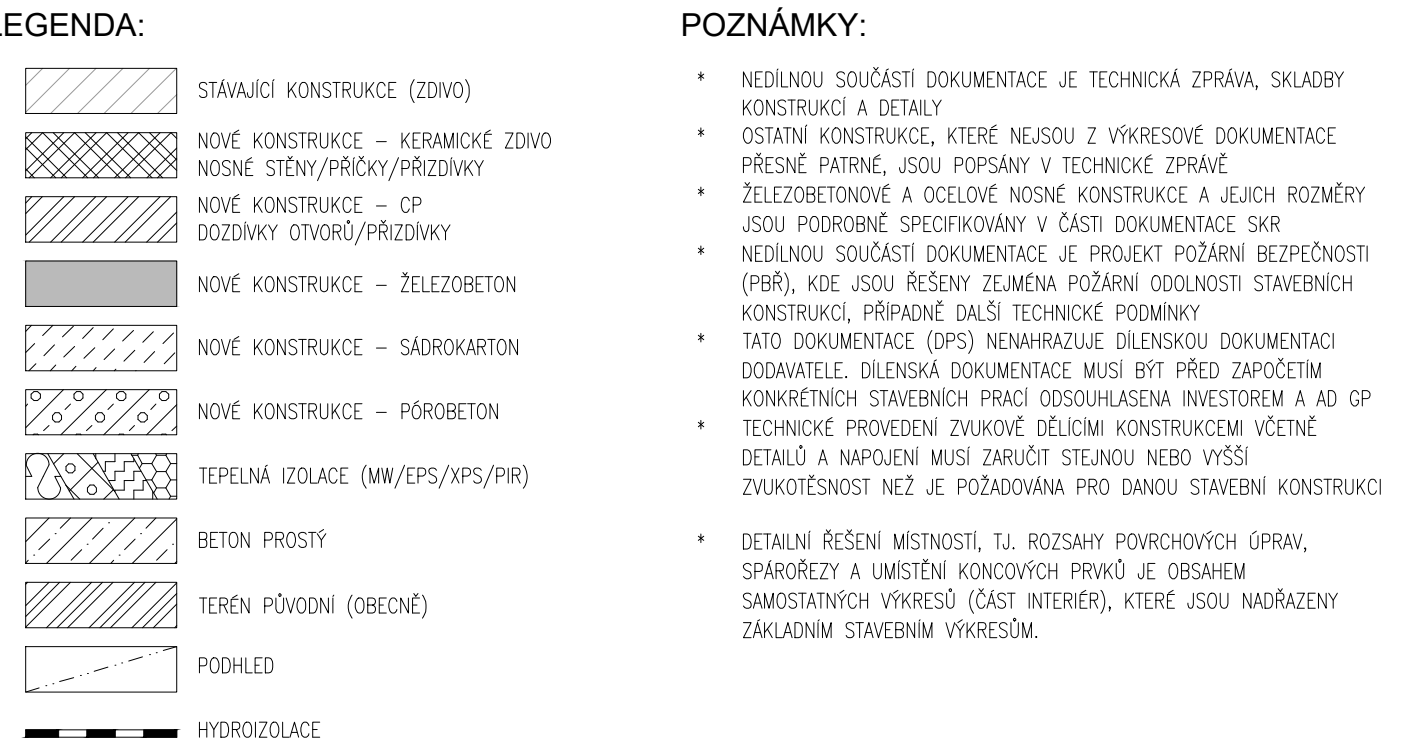 LEGENDA:
STÁVAJÍCÍ KONSTRUKCE (ZDIVO)
NOVÉ KONSTRUKCE – KERAMICKÉ ZDIVO
NOSNÉ STĚNY/PŘÍČKY/PŘIZDÍVKY
NOVÉ KONSTRUKCE – CP
DOZDÍVKY OTVORŮ/PŘIZDÍVKY
NOVÉ KONSTRUKCE – ŽELEZOBETON
NOVÉ KONSTRUKCE – SÁDROKARTON
NOVÉ KONSTRUKCE – PÓROBETON
TEPELNÁ IZOLACE (MW/EPS/XPS/PIR)
BETON PROSTÝ
TERÉN PŮVODNÍ (OBECNĚ)
PODHLED
HYDROIZOLACE
POZNÁMKY:
* NEDÍLNOU SOUČÁSTÍ DOKUMENTACE JE TECHNICKÁ ZPRÁVA, SKLADBY
KONSTRUKCÍ A DETAILY
* OSTATNÍ KONSTRUKCE, KTERÉ NEJSOU Z VÝKRESOVÉ DOKUMENTACE
PŘESNĚ PATRNÉ, JSOU POPSÁNY V TECHNICKÉ ZPRÁVĚ
* ŽELEZOBETONOVÉ A OCELOVÉ NOSNÉ KONSTRUKCE A JEJICH ROZMĚRY
JSOU PODROBNĚ SPECIFIKOVÁNY V ČÁSTI DOKUMENTACE SKR
* NEDÍLNOU SOUČÁSTÍ DOKUMENTACE JE PROJEKT POŽÁRNÍ BEZPEČNOSTI
(PBŘ), KDE JSOU ŘEŠENY ZEJMÉNA POŽÁRNÍ ODOLNOSTI STAVEBNÍCH
KONSTRUKCÍ, PŘÍPADNĚ DALŠÍ TECHNICKÉ PODMÍNKY
* TATO DOKUMENTACE (DPS) NENAHRAZUJE DÍLENSKOU DOKUMENTACI
DODAVATELE. DÍLENSKÁ DOKUMENTACE MUSÍ BÝT PŘED ZAPOČETÍM
KONKRÉTNÍCH STAVEBNÍCH PRACÍ ODSOUHLASENA INVESTOREM A AD GP
* TECHNICKÉ PROVEDENÍ ZVUKOVĚ DĚLÍCÍMI KONSTRUKCEMI VČETNĚ
DETAILŮ A NAPOJENÍ MUSÍ ZARUČIT STEJNOU NEBO VYŠŠÍ
ZVUKOTĚSNOST NEŽ JE POŽADOVÁNA PRO DANOU STAVEBNÍ KONSTRUKCI
* DETAILNÍ ŘEŠENÍ MÍSTNOSTÍ, TJ. ROZSAHY POVRCHOVÝCH ÚPRAV,
SPÁROŘEZY A UMÍSTĚNÍ KONCOVÝCH PRVKŮ JE OBSAHEM
SAMOSTATNÝCH VÝKRESŮ (ČÁST INTERIÉR), KTERÉ JSOU NADŘAZENY
ZÁKLADNÍM STAVEBNÍM VÝKRESŮM.